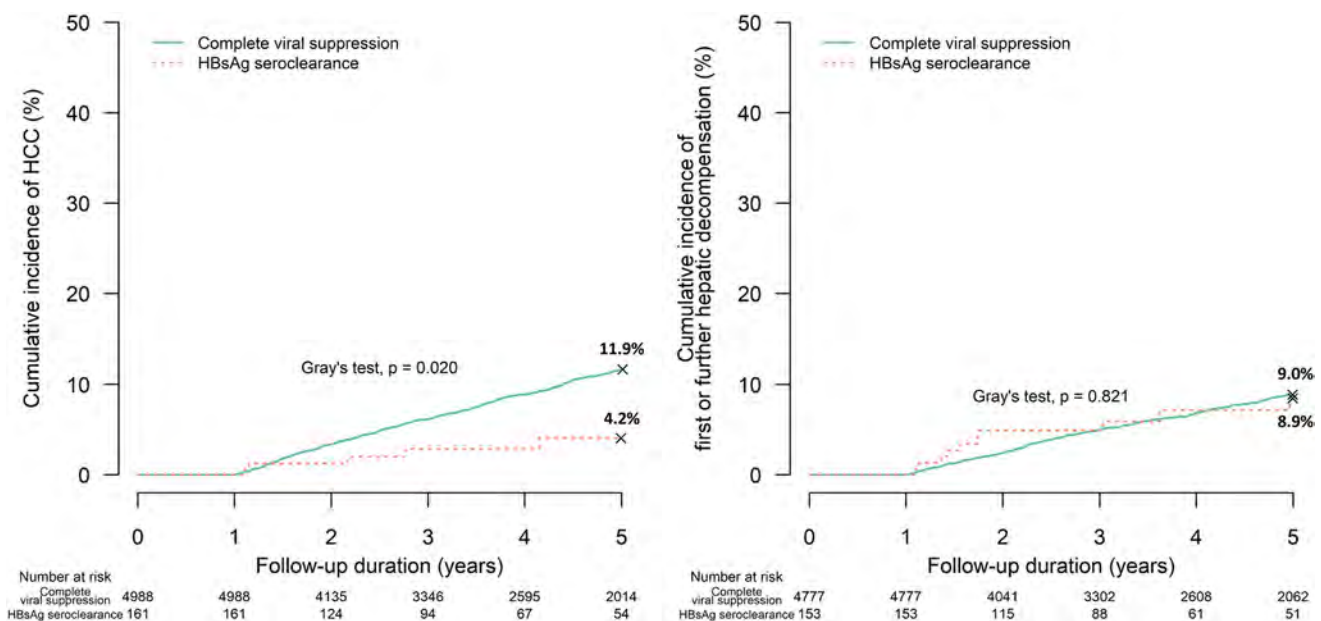 Complete viral suppression
HBsAg seroclearance
Cumulative incidence of HCC (%)
50
40
30
20
10
0
Gray's test, p = 0.020
11.9%
4.2%
0 1 2 3 4 5
Follow-up duration (years)
Number at risk
Complete
viral suppression 4988 4988 4135 3346 2595 2014
HBsAg seroclearance 161 161 124 94 67 54
Complete viral suppression
HBsAg seroclearance
Cumulative incidence of
first or further hepatic decompensation (%)
50
40
30
20
10
0
Gray's test, p = 0.821
9.0%
8.9%
0 1 2 3 4 5
Follow-up duration (years)
Number at risk
Complete
viral suppression 4777 4777 4041 3302 2608 2062
HBsAg seroclearance 153 153 115 88 61 51